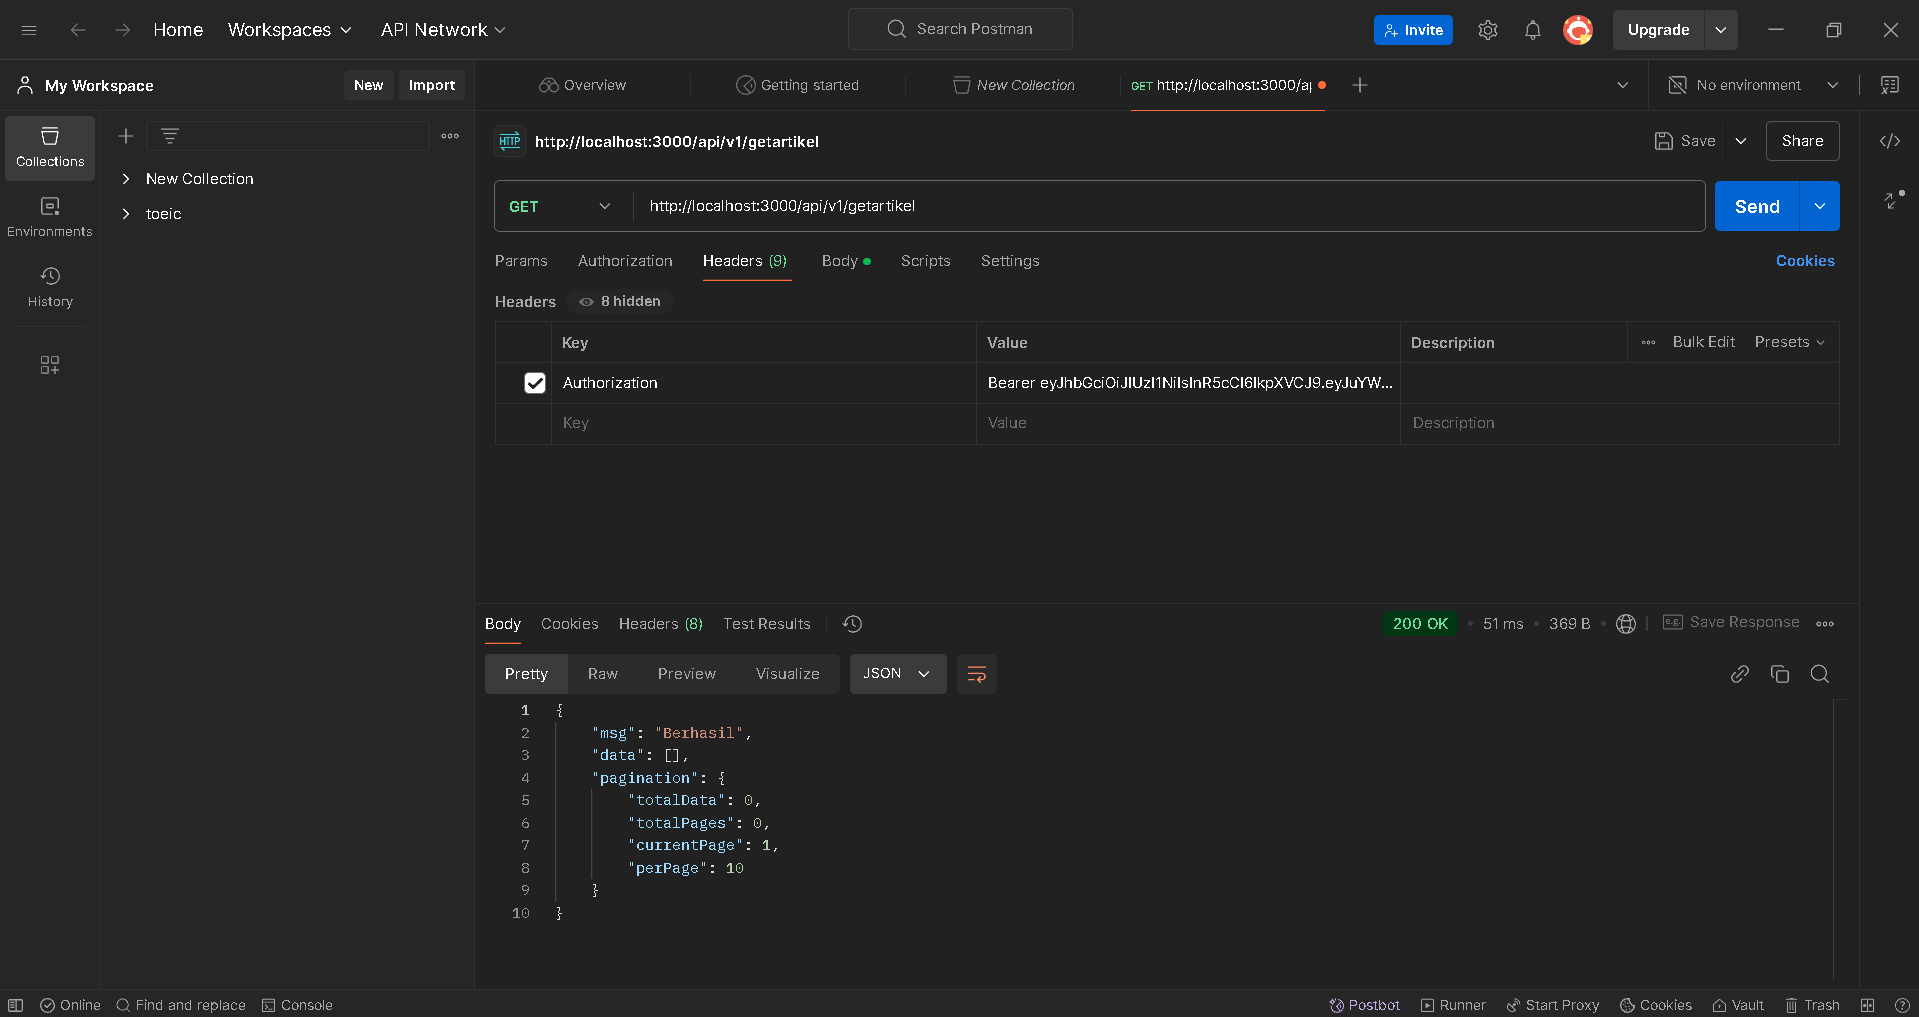 Home Workspaces API Network Search Postman Invite Upgrade
My Workspace New Import Overview Getting started New Collection GET http://localhost:3000/a No environment
Collections
Environments
History
New Collection
toeic
HTTP http://localhost:3000/api/v1/getartikel Save Share
GET http://localhost:3000/api/v1/getartikel Send
Params Authorization Headers (9) Body Scripts Settings Cookies
Headers 8 hidden
Key Value Description Bulk Edit Presets
Authorization Bearer eyJhbGciOiJIUzI1NiIsInR5cCI6IkpXVCJ9.eyJuYW...
Key Value Description
Body Cookies Headers (8) Test Results 200 OK 51 ms 369 B e.g. Save Response
Pretty Raw Preview Visualize JSON
1 {
2 "msg": "Berhasil",
3 "data": [],
4 "pagination": {
5 "totalData": 0,
6 "totalPages": 0,
7 "currentPage": 1,
8 "perPage": 10
9 }
10 }
Online Find and replace Console Postbot Runner Start Proxy Cookies Vault Trash